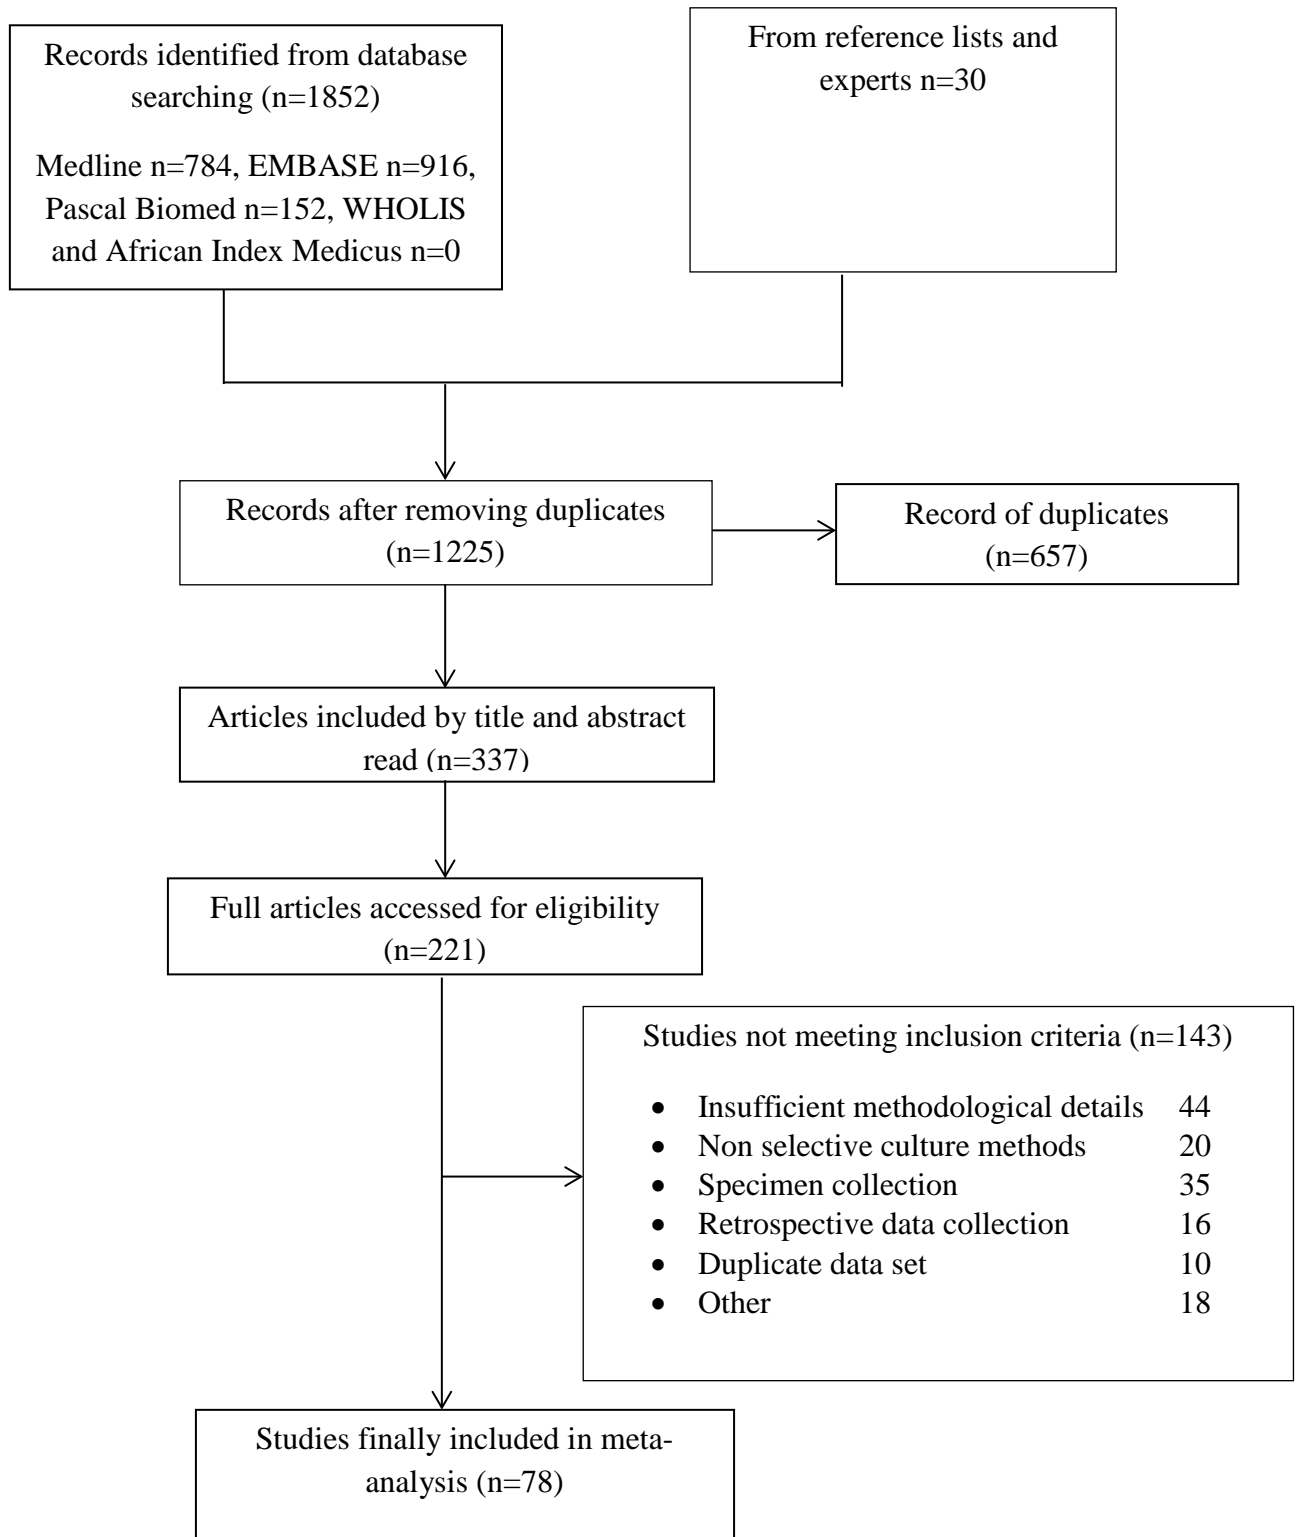 Records identified from database
searching (n=1852)
Medline n=784, EMBASE n=916,
Pascal Biomed n=152, WHOLIS
and African Index Medicus n=0
From reference lists and
experts n=30
Records after removing duplicates
(n=1225)
Record of duplicates
(n=657)
Articles included by title and abstract
read (n=337)
Full articles accessed for eligibility
(n=221)
Studies not meeting inclusion criteria (n=143)
• Insufficient methodological details 44
• Non selective culture methods 20
• Specimen collection 35
• Retrospective data collection 16
• Duplicate data set 10
• Other 18
Studies finally included in meta-
analysis (n=78)